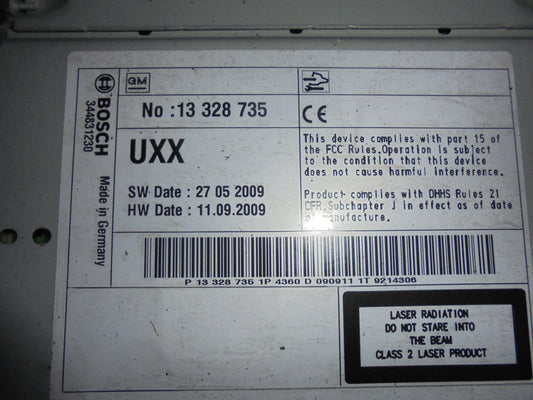 BOSCH
344831230
Made in Germany
GM
No : 13 328 735
CE
UXX
SW Date : 27 05 2009
HW Date : 11.09.2009
This device complies with part 15 of
the FCC Rules.Operation is subject
to the condition that this device
does not cause harmful interference.
Product complies with DHHS Rules 21
CFR Subchapter J in effect as of date
of manufacture.
P 13 328 735 1P 4360 D 090911 1T 9214306
LASER RADIATION
DO NOT STARE INTO
THE BEAM
CLASS 2 LASER PRODUCT